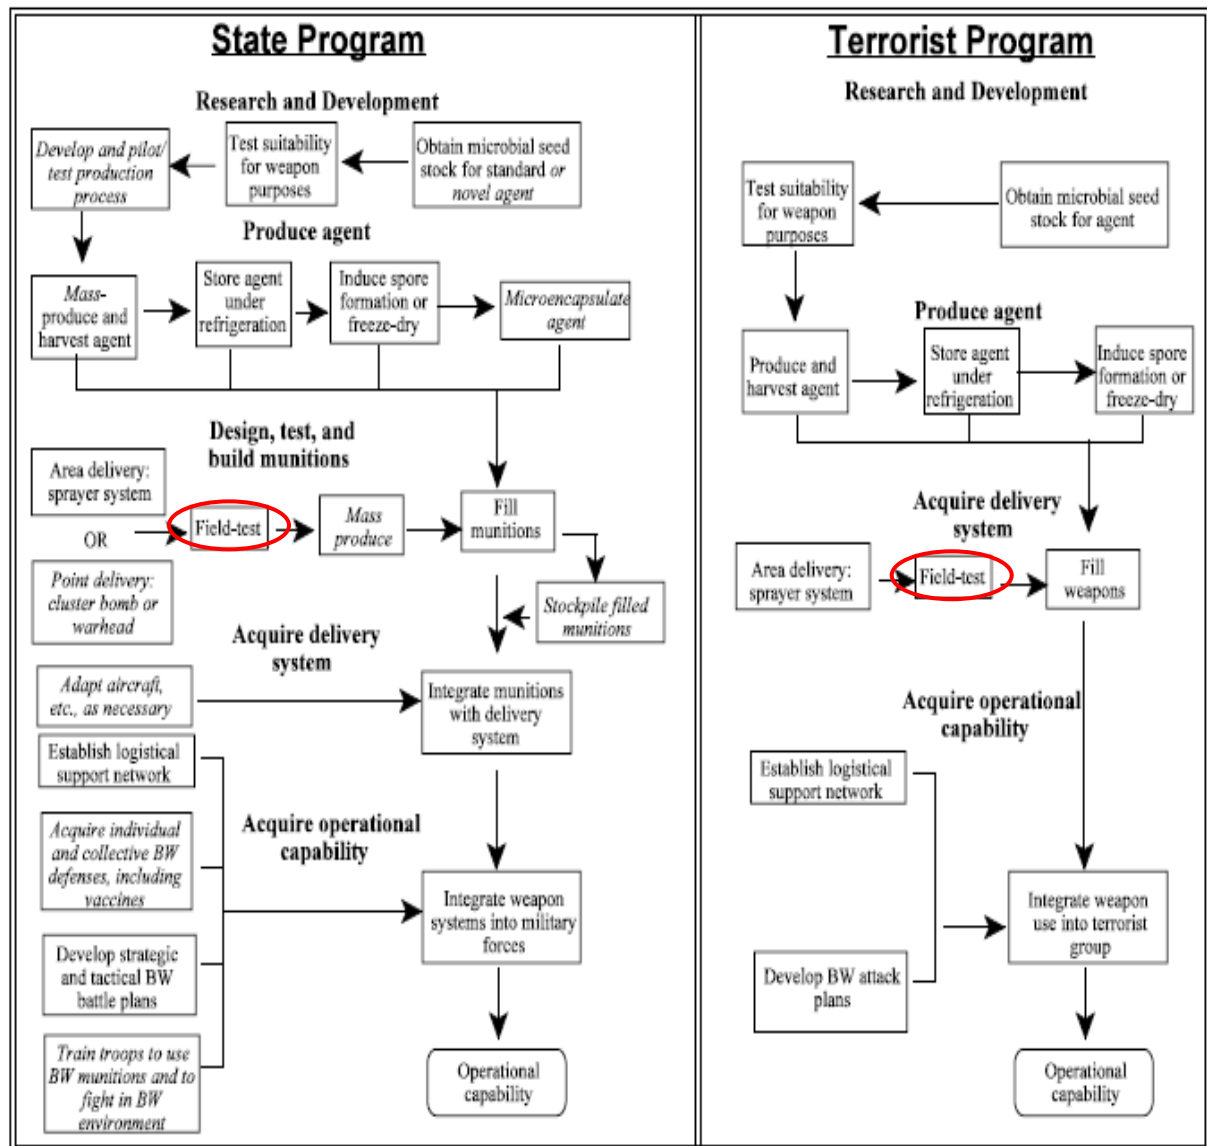 State Program
Research and Development
Develop and pilot/
test production
process
Test suitability
for weapon
purposes
Obtain microbial seed
stock for standard or
novel agent
Produce agent
Mass-
produce and
harvest agent
Store agent
under
refrigeration
Induce spore
formation or
freeze-dry
Microencapsulate
agent
Design, test, and
build munitions
Area delivery:
sprayer system
OR
Point delivery:
cluster bomb or
warhead
Field-test
Mass
produce
Fill
munitions
Stockpile filled
munitions
Acquire delivery
system
Adapt aircraft,
etc., as necessary
Integrate munitions
with delivery
system
Establish logistical
support network
Acquire individual
and collective BW
defenses, including
vaccines
Develop strategic
and tactical BW
battle plans
Train troops to use
BW munitions and to
fight in BW
environment
Acquire operational
capability
Integrate weapon
systems into military
forces
Operational
capability
Terrorist Program
Research and Development
Test suitability
for weapon
purposes
Obtain microbial seed
stock for agent
Produce agent
Produce and
harvest agent
Store agent
under
refrigeration
Induce spore
formation or
freeze-dry
Acquire delivery
system
Area delivery:
sprayer system
Field-test
Fill
weapons
Acquire operational
capability
Establish logistical
support network
Develop BW attack
plans
Integrate weapon
use into terrorist
group
Operational
capability